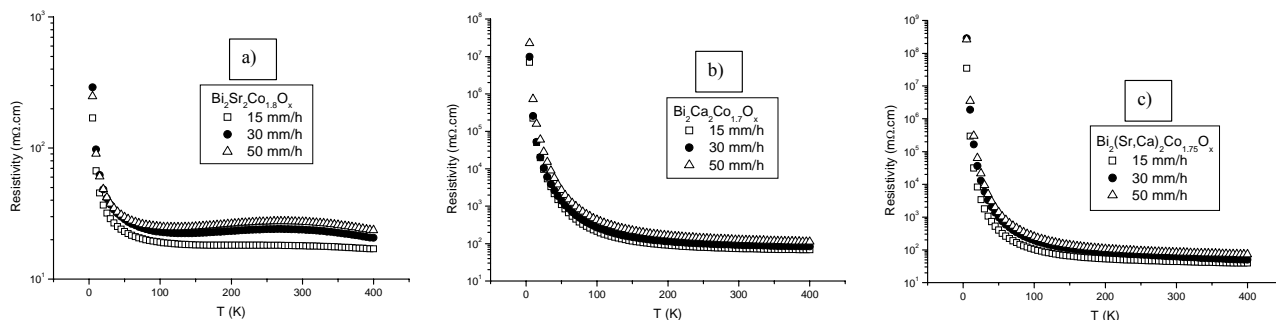 a)
Bi₂Sr₂Co₁.₈Oₓ
15 mm/h
30 mm/h
50 mm/h
10³
10²
10¹
Resistivity (mΩ.cm)
0 100 200 300 400
T (K)
b)
Bi₂Ca₂Co₁.₇Oₓ
15 mm/h
30 mm/h
50 mm/h
10⁸
10⁷
10⁶
10⁵
10⁴
10³
10²
10¹
Resistivity (mΩ.cm)
0 100 200 300 400
T (K)
c)
Bi₂(Sr,Ca)₂Co₁.₇₅Oₓ
15 mm/h
30 mm/h
50 mm/h
10⁹
10⁸
10⁷
10⁶
10⁵
10⁴
10³
10²
10¹
10⁰
Resistivity (mΩ.cm)
0 100 200 300 400
T (K)